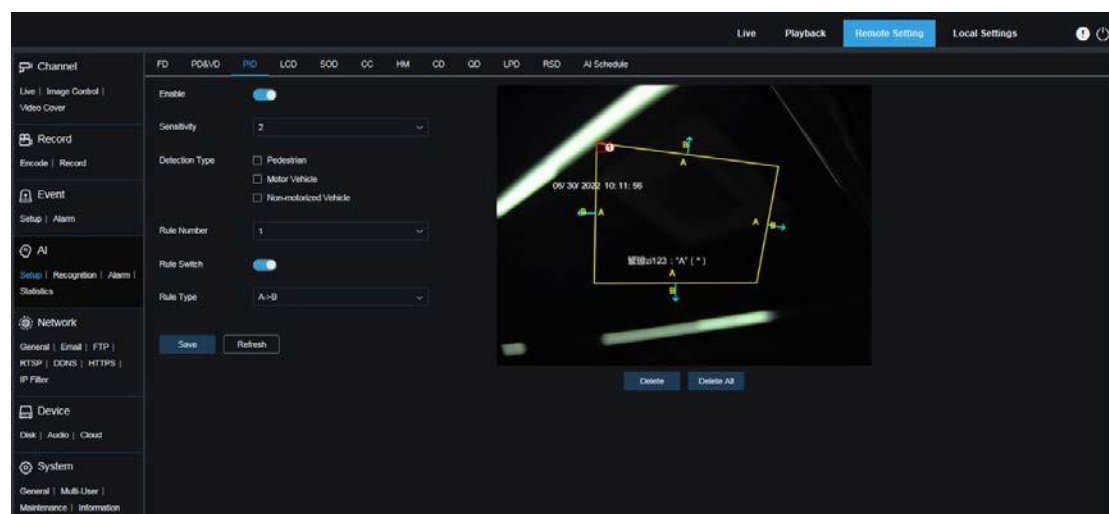 Live Playback Remote Setting Local Settings
Channel
Live | Image Control |
Video Cover
Record
Encode | Record
Event
Setup | Alarm
AI
Setup | Recognition | Alarm |
Statistics
Network
General | Email | FTP |
RTSP | DDNS | HTTPS |
IP Filter
Device
Disk | Audio | Cloud
System
General | Multi-User |
Maintenance | Information
FD PD&VD PID LCD SOD CC HM CD QD LPD RSD AI Schedule
Enable
Sensitivity 2
Detection Type Pedestrian
Motor Vehicle
Non-motorized Vehicle
Rule Number 1
Rule Switch
Rule Type A->B
Save Refresh
1
B
A
05/30/2022 10:11:56
B A
A B
zi123 : "A" ( * )
A
B
Delete Delete All